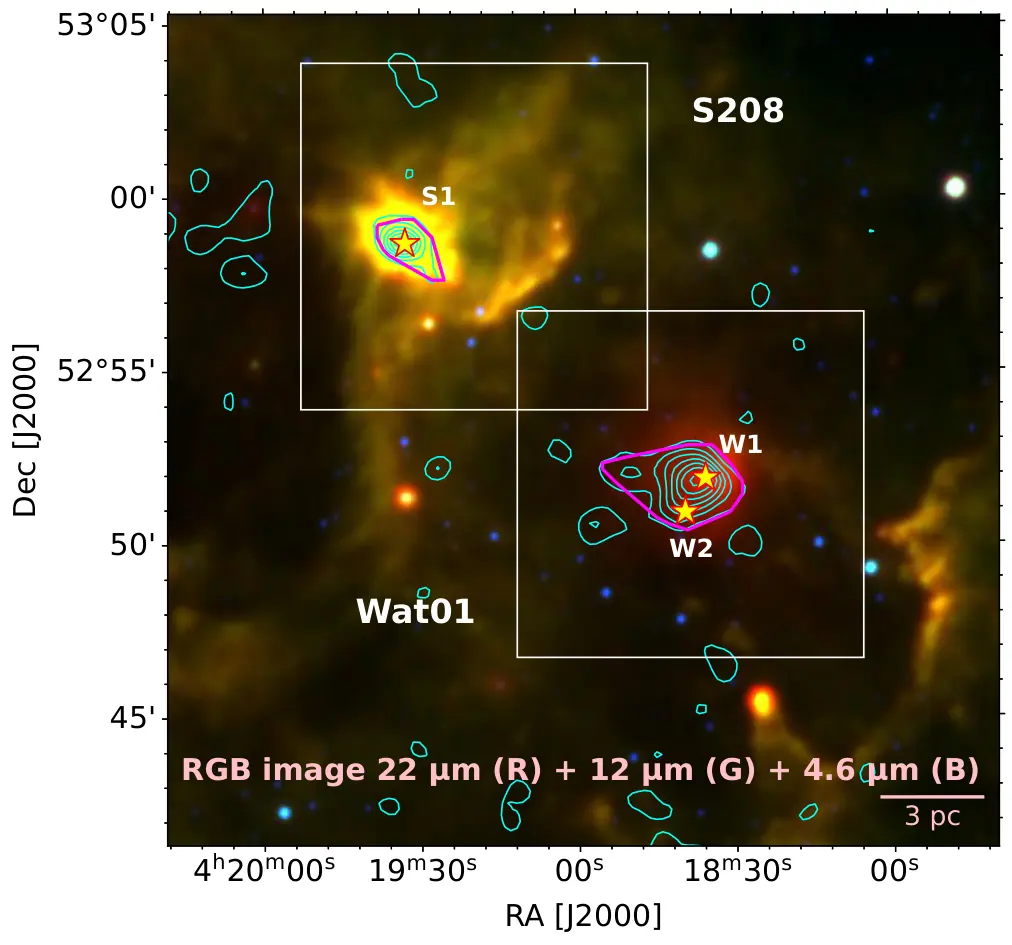 53°05'
S208
00'
S1
52°55'
W1
W2
50'
Wat01
45'
RGB image 22 μm (R) + 12 μm (G) + 4.6 μm (B)
3 pc
4ʰ20ᵐ00ˢ 19ᵐ30ˢ 00ˢ 18ᵐ30ˢ 00ˢ
RA [J2000]
Dec [J2000]